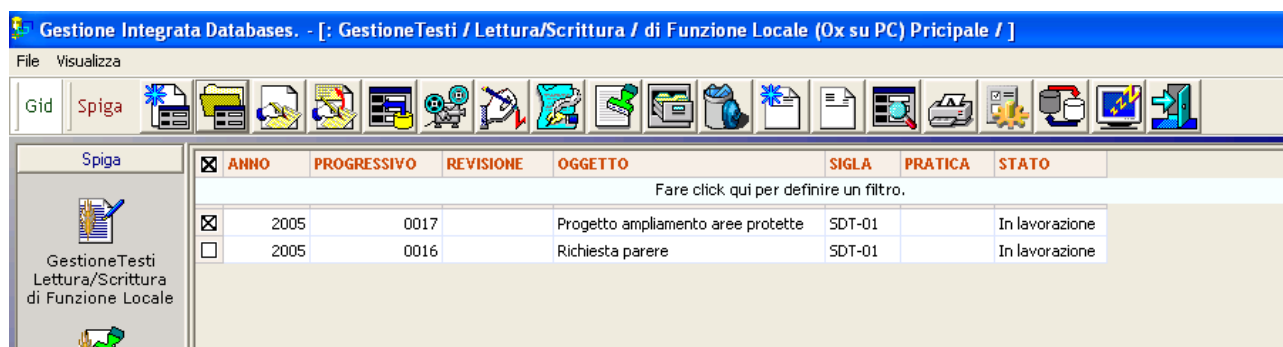 Gestione Integrata Databases. - [: GestioneTesti / Lettura/Scrittura / di Funzione Locale (Ox su PC) Pricipale / ]
File Visualizza
Gid Spiga
Spiga
ANNO PROGRESSIVO REVISIONE OGGETTO SIGLA PRATICA STATO
Fare click qui per definire un filtro.
2005 0017 Progetto ampliamento aree protette SDT-01 In lavorazione
2005 0016 Richiesta parere SDT-01 In lavorazione
GestioneTesti
Lettura/Scrittura
di Funzione Locale